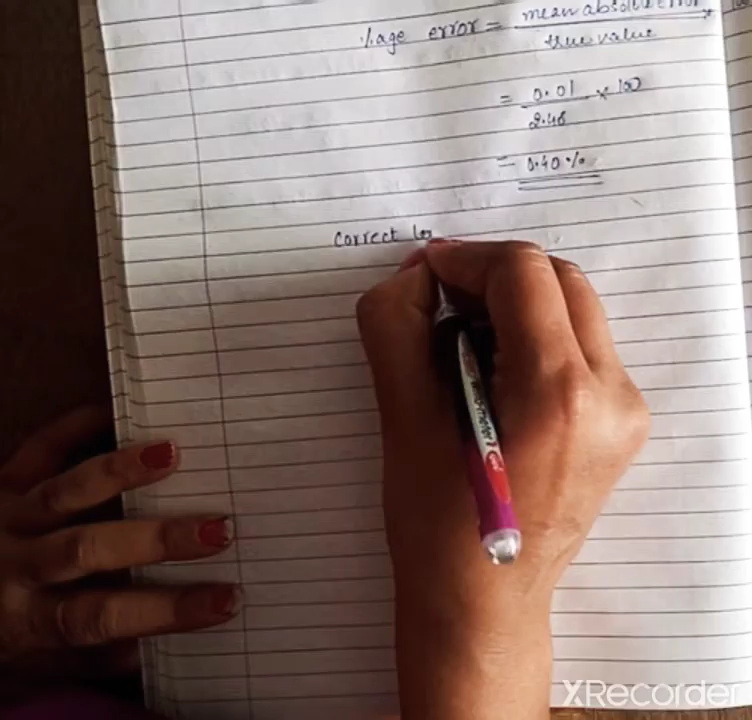 %age error = mean absolute error ×
true value
= 0.01 × 100
2.48
= 0.40%
Correct
XRecorder